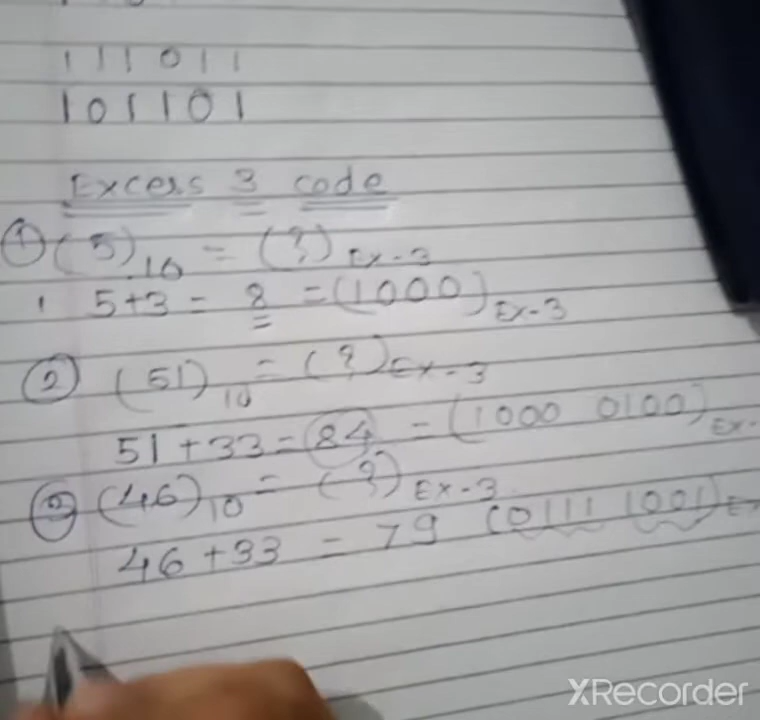 111011
101101
Excess 3 code
① (5)10 = (?)Ex-3
5+3 = 8 = (1000)Ex-3
② (51)10 = (?)Ex-3
51+33 = 84 = (1000 0100)Ex-
③ (46)10 = (?)Ex-3
46+33 = 79 (0111 1001)Ex
XRecorder